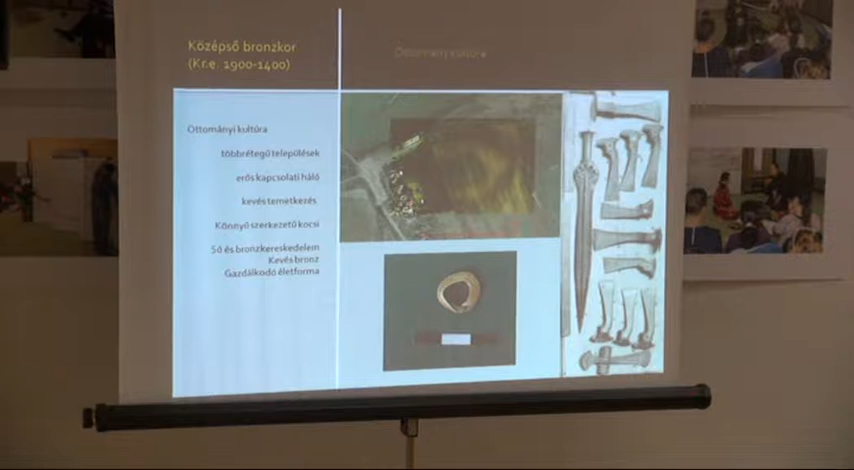 Középső bronzkor
(Kr.e. 1900-1400)
Ottományi kultúra
Ottományi kultúra
többrétegű települések
erős kapcsolati háló
kevés temetkezés
Könnyű szerkezetű kocsi
Só és bronzkereskedelem
Kevés bronz
Gazdálkodó életforma